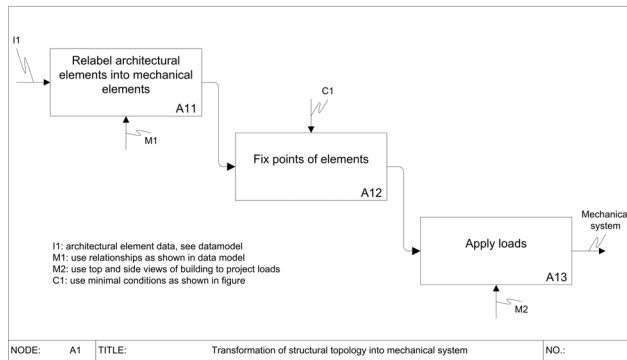 I1
Relabel architectural
elements into mechanical
elements
A11
M1
C1
Fix points of elements
A12
Mechanical
system
Apply loads
A13
M2
I1: architectural element data, see datamodel
M1: use relationships as shown in data model
M2: use top and side views of building to project loads
C1: use minimal conditions as shown in figure
NODE: A1 TITLE: Transformation of structural topology into mechanical system NO.: